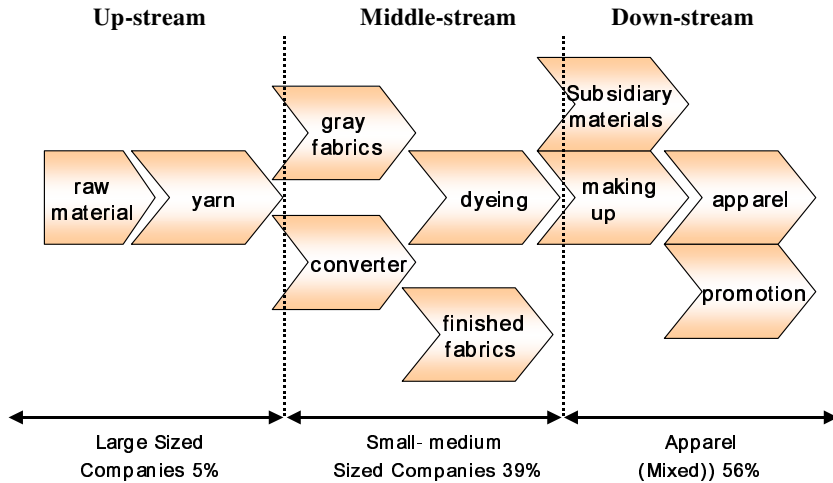 Up-stream
Middle-stream
Down-stream
raw
material
yarn
gray
fabrics
converter
dyeing
finished
fabrics
Subsidiary
materials
making
up
apparel
promotion
Large Sized
Companies 5%
Small- medium
Sized Companies 39%
Apparel
(Mixed)) 56%